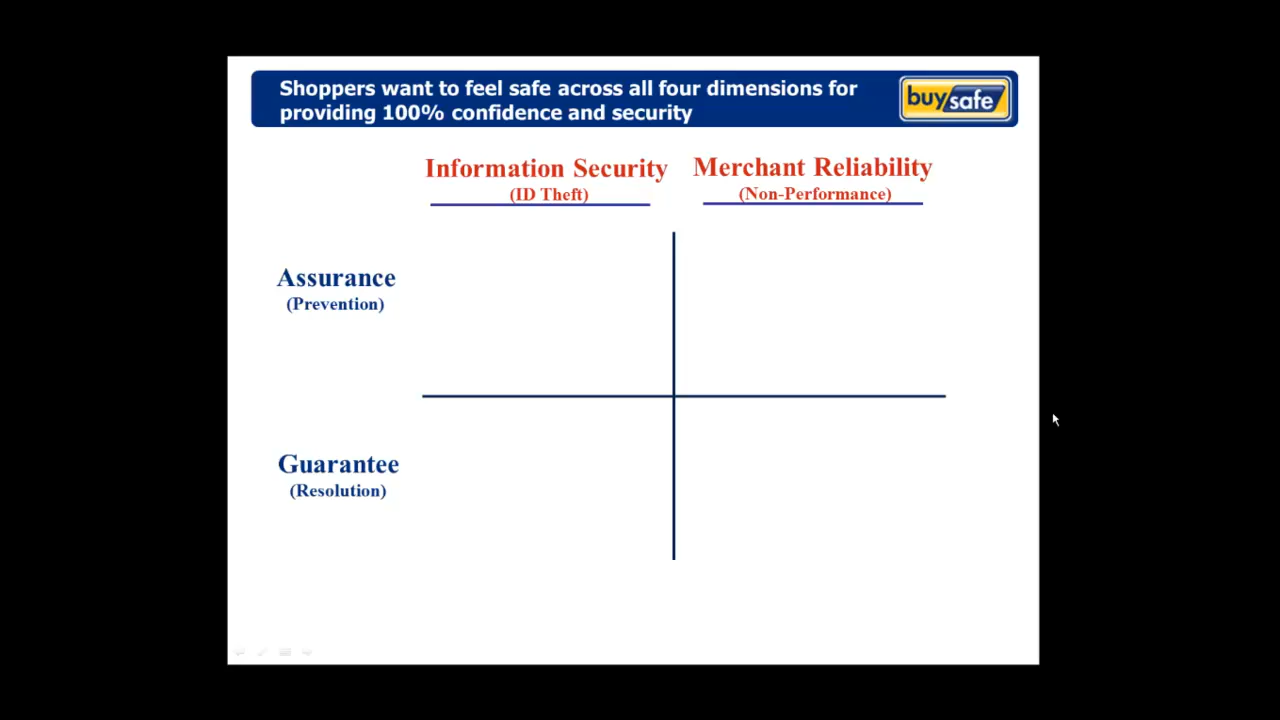 Shoppers want to feel safe across all four dimensions for
providing 100% confidence and security
buySAFE
Information Security
(ID Theft)
Merchant Reliability
(Non-Performance)
Assurance
(Prevention)
Guarantee
(Resolution)